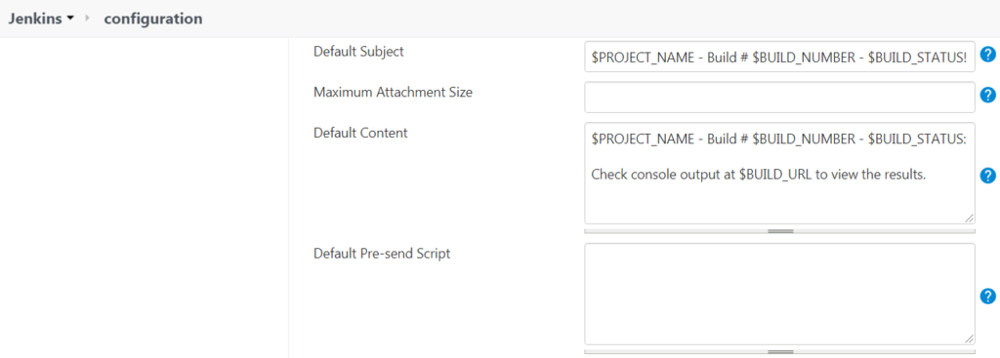 Jenkins configuration
Default Subject
$PROJECT_NAME - Build # $BUILD_NUMBER - $BUILD_STATUS!
?
Maximum Attachment Size
?
Default Content
$PROJECT_NAME - Build # $BUILD_NUMBER - $BUILD_STATUS:
Check console output at $BUILD_URL to view the results.
?
Default Pre-send Script
?